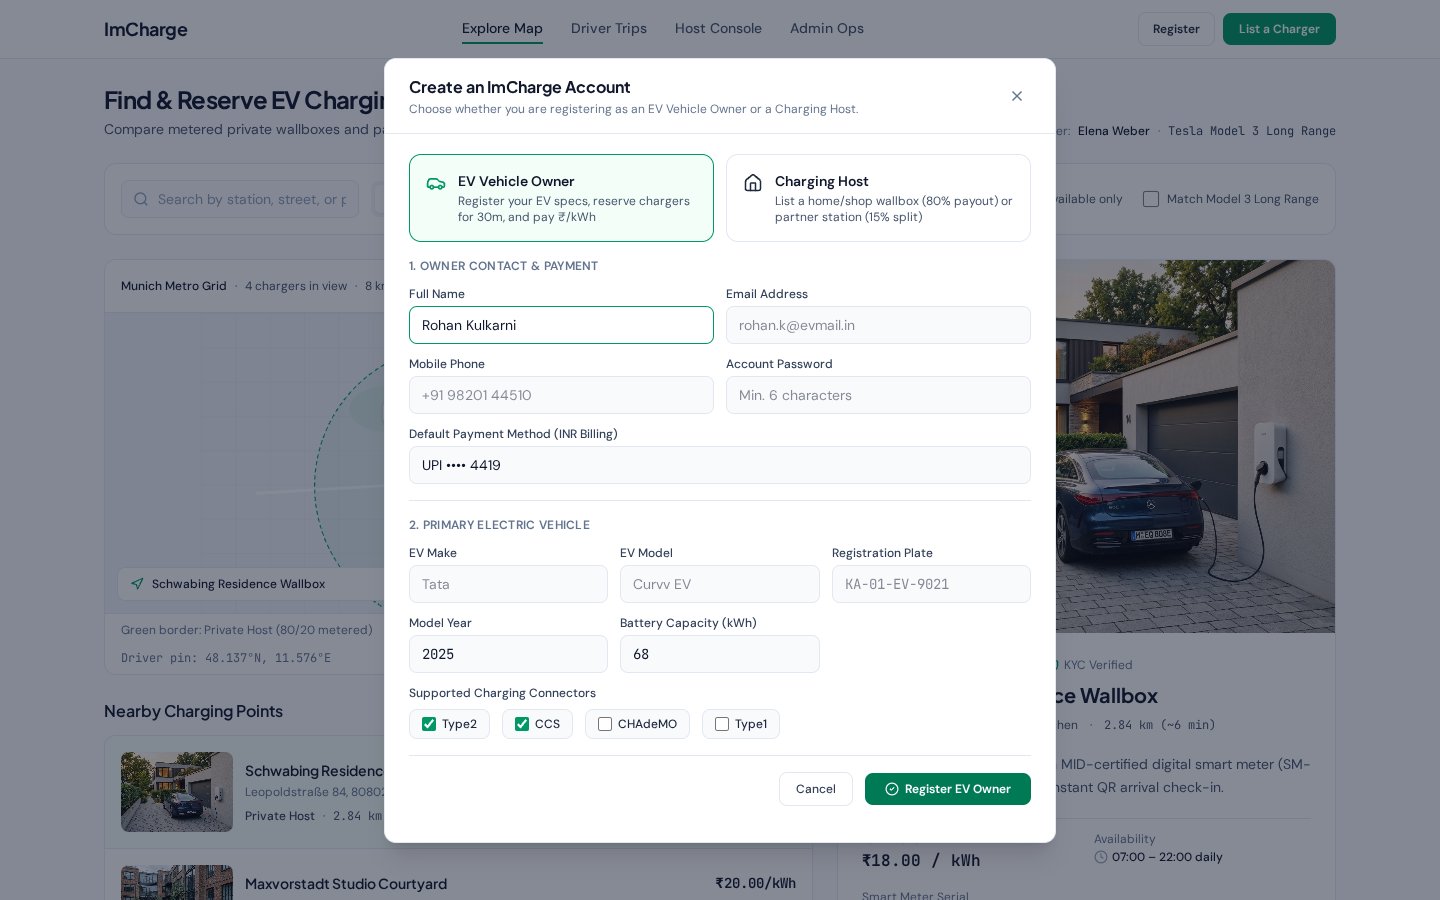 ImCharge
Explore Map
Driver Trips
Host Console
Admin Ops
Register
List a Charger
Find & Reserve EV Chargin
Compare metered private wallboxes and pa
er: Elena Weber · Tesla Model 3 Long Range
Search by station, street, or p
vailable only
Match Model 3 Long Range
Create an ImCharge Account
Choose whether you are registering as an EV Vehicle Owner or a Charging Host.
EV Vehicle Owner
Register your EV specs, reserve chargers
for 30m, and pay ₹/kWh
Charging Host
List a home/shop wallbox (80% payout) or
partner station (15% split)
1. OWNER CONTACT & PAYMENT
Full Name
Email Address
Rohan Kulkarni
rohan.k@evmail.in
Mobile Phone
Account Password
+91 98201 44510
Min. 6 characters
Default Payment Method (INR Billing)
UPI •••• 4419
2. PRIMARY ELECTRIC VEHICLE
EV Make
EV Model
Registration Plate
Tata
Curvv EV
KA-01-EV-9021
Model Year
Battery Capacity (kWh)
2025
68
Supported Charging Connectors
Type2
CCS
CHAdeMO
Type1
Cancel
Register EV Owner
Munich Metro Grid · 4 chargers in view · 8 k
Schwabing Residence Wallbox
Green border: Private Host (80/20 metered)
Driver pin: 48.137°N, 11.576°E
Nearby Charging Points
Schwabing Residenc
Leopoldstraße 84, 80802
Private Host · 2.84 km
Maxvorstadt Studio Courtyard
₹20.00/kWh
KYC Verified
ce Wallbox
hen · 2.84 km (~6 min)
MID-certified digital smart meter (SM-
nstant QR arrival check-in.
Availability
₹18.00 / kWh
07:00 – 22:00 daily
Smart Meter Serial